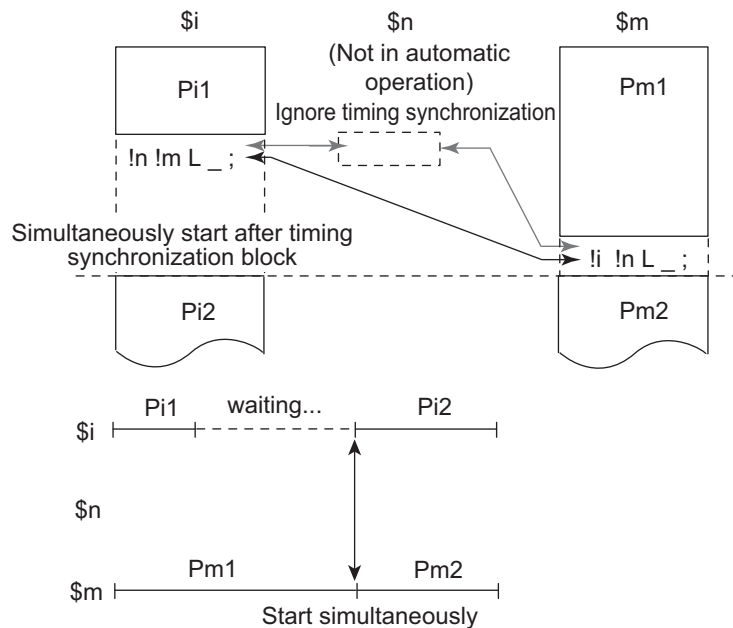 $i $n $m
(Not in automatic
operation)
Ignore timing synchronization
Pi1
Pm1
!n !m L _ ;
Simultaneously start after timing
synchronization block
!i !n L _ ;
Pi2
Pm2
Pi1 waiting... Pi2
$i
$n
Pm1 Pm2
$m
Start simultaneously